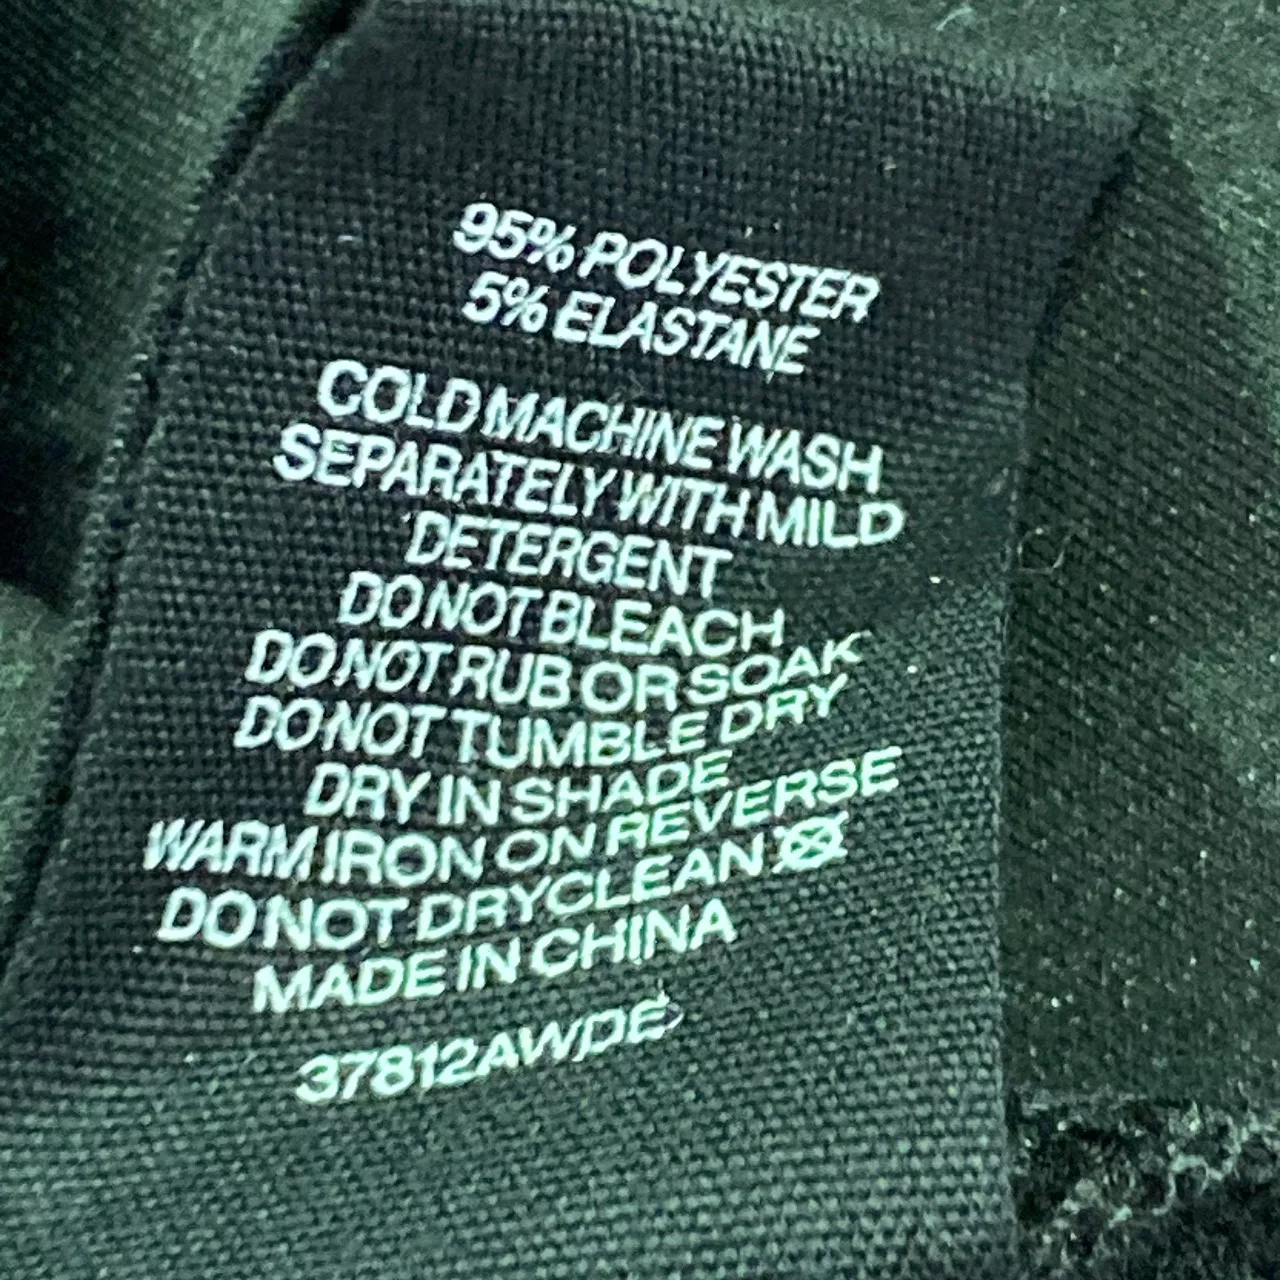 95% POLYESTER
5% ELASTANE
COLD MACHINE WASH
SEPARATELY WITH MILD
DETERGENT
DO NOT BLEACH
DO NOT RUB OR SOAK
DO NOT TUMBLE DRY
DRY IN SHADE
WARM IRON ON REVERSE
DO NOT DRYCLEAN
MADE IN CHINA
37812AWDE